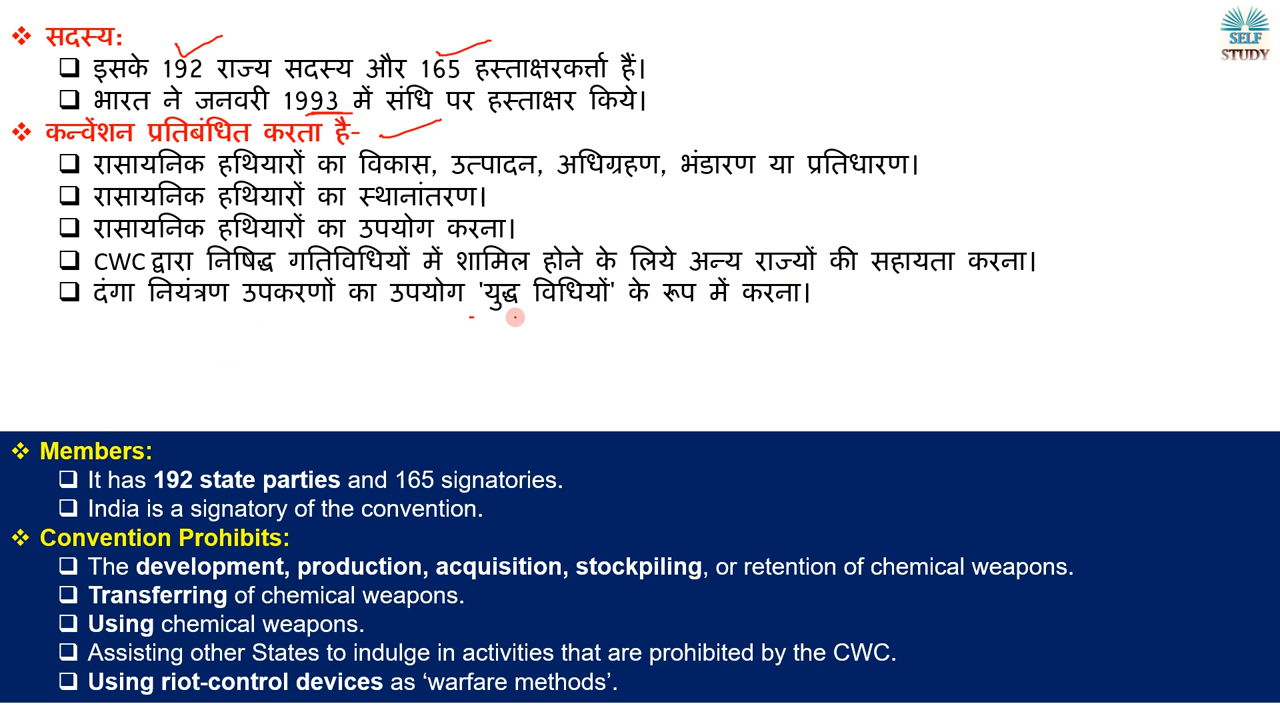 ❖ सदस्य:
❑ इसके 192 राज्य सदस्य और 165 हस्ताक्षरकर्त्ता हैं।
❑ भारत ने जनवरी 1993 में संधि पर हस्ताक्षर किये।
❖ कन्वेंशन प्रतिबंधित करता है-
❑ रासायनिक हथियारों का विकास, उत्पादन, अधिग्रहण, भंडारण या प्रतिधारण।
❑ रासायनिक हथियारों का स्थानांतरण।
❑ रासायनिक हथियारों का उपयोग करना।
❑ CWC द्वारा निषिद्ध गतिविधियों में शामिल होने के लिये अन्य राज्यों की सहायता करना।
❑ दंगा नियंत्रण उपकरणों का उपयोग 'युद्ध विधियों' के रूप में करना।
SELF
STUDY
❖ Members:
❑ It has 192 state parties and 165 signatories.
❑ India is a signatory of the convention.
❖ Convention Prohibits:
❑ The development, production, acquisition, stockpiling, or retention of chemical weapons.
❑ Transferring of chemical weapons.
❑ Using chemical weapons.
❑ Assisting other States to indulge in activities that are prohibited by the CWC.
❑ Using riot-control devices as ‘warfare methods’.